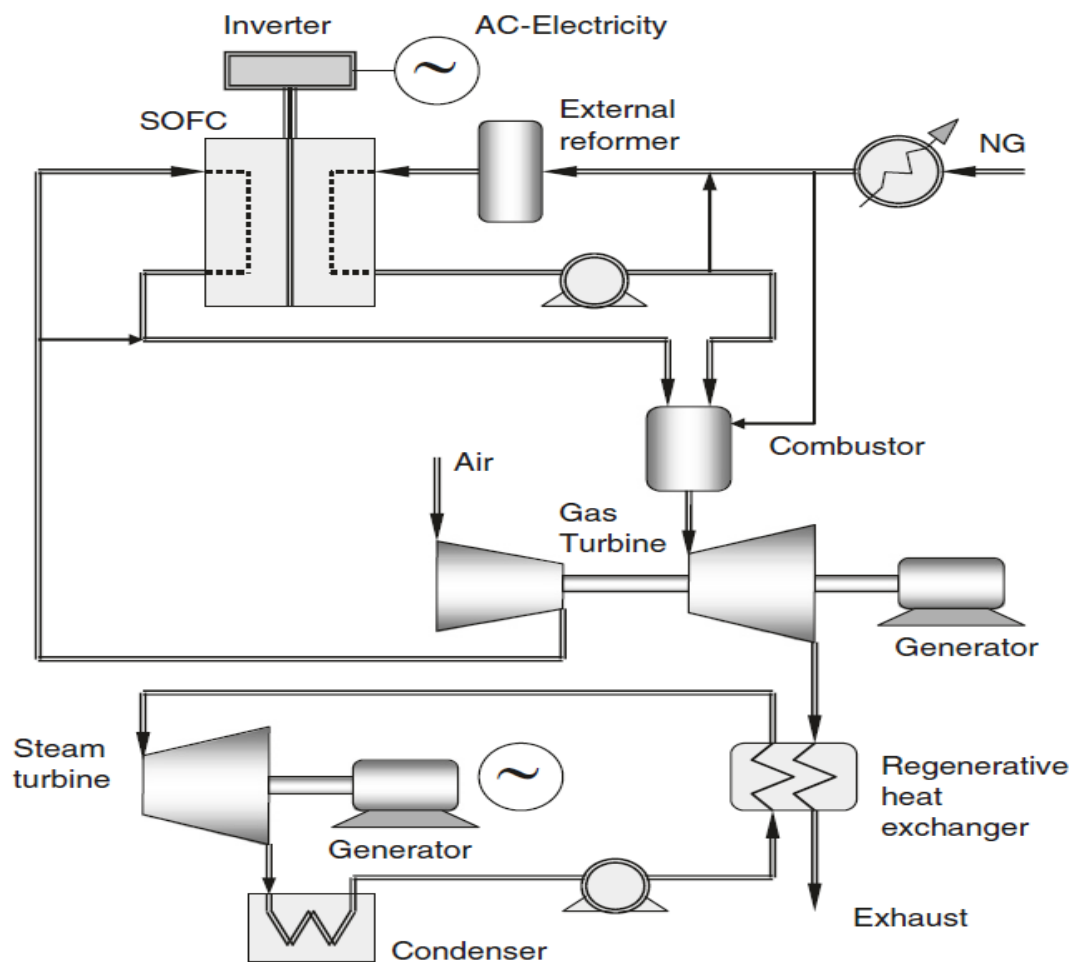 Inverter
AC-Electricity
~
SOFC
External
reformer
NG
Combustor
Air
Gas
Turbine
Generator
Steam
turbine
~
Generator
Regenerative
heat
exchanger
Condenser
Exhaust